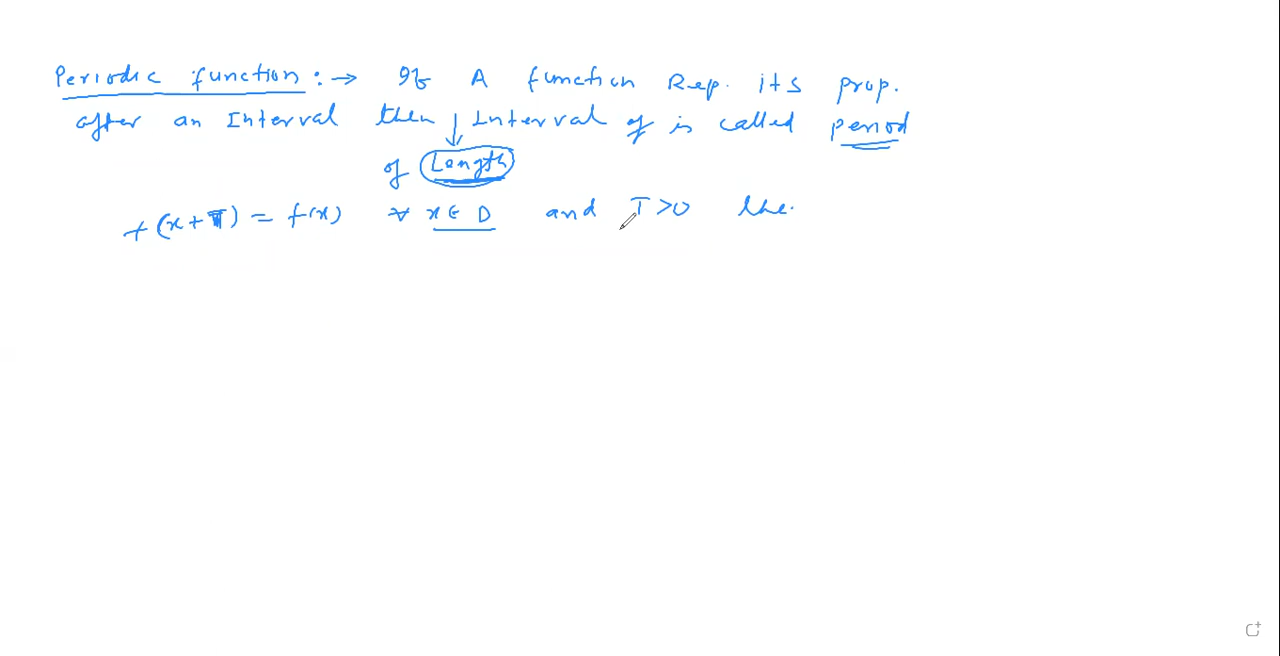 Periodic function :→ If A function Rep. its prop.
after an Interval then ↓ Interval of is called period
of Length
f(x+T) = f(x) ∀ x ∈ D and T>0 the.